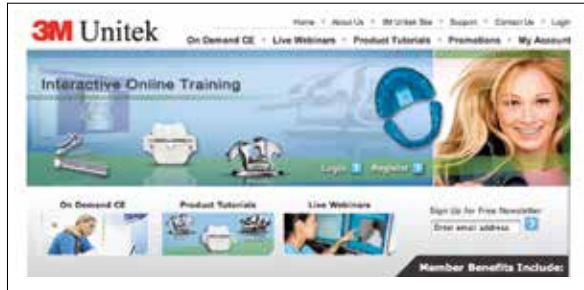 Home • About Us • 3M Unitek Site • Support • Contact Us • Login
3M Unitek
On Demand CE • Live Webinars • Product Tutorials • Promotions • My Account
Interactive Online Training
Login Register
On Demand CE Product Tutorials Live Webinars
Sign Up for Free Newsletter
Enter email address
Member Benefits Include: